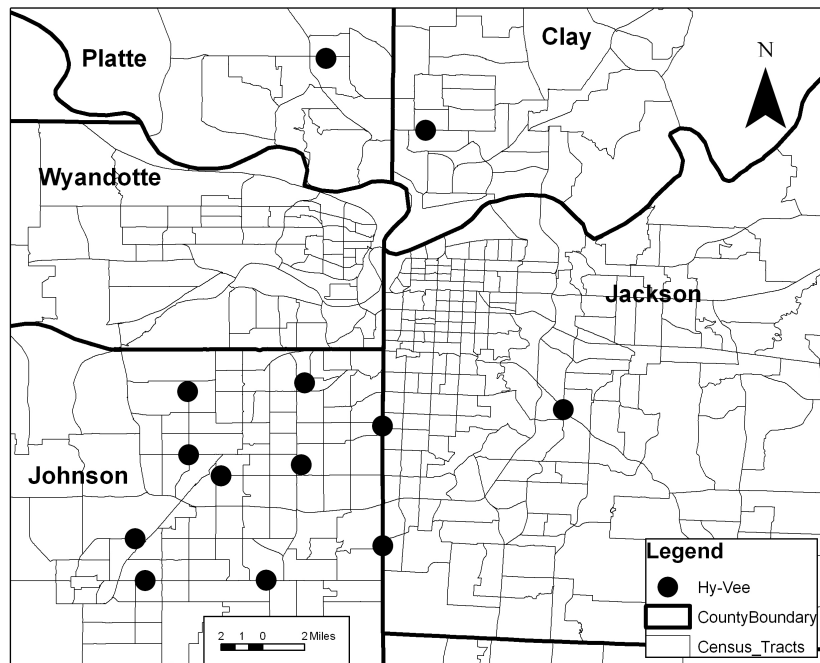 Platte
Clay
N
Wyandotte
Jackson
Johnson
Legend
Hy-Vee
CountyBoundary
Census_Tracts
2 1 0 2 Miles